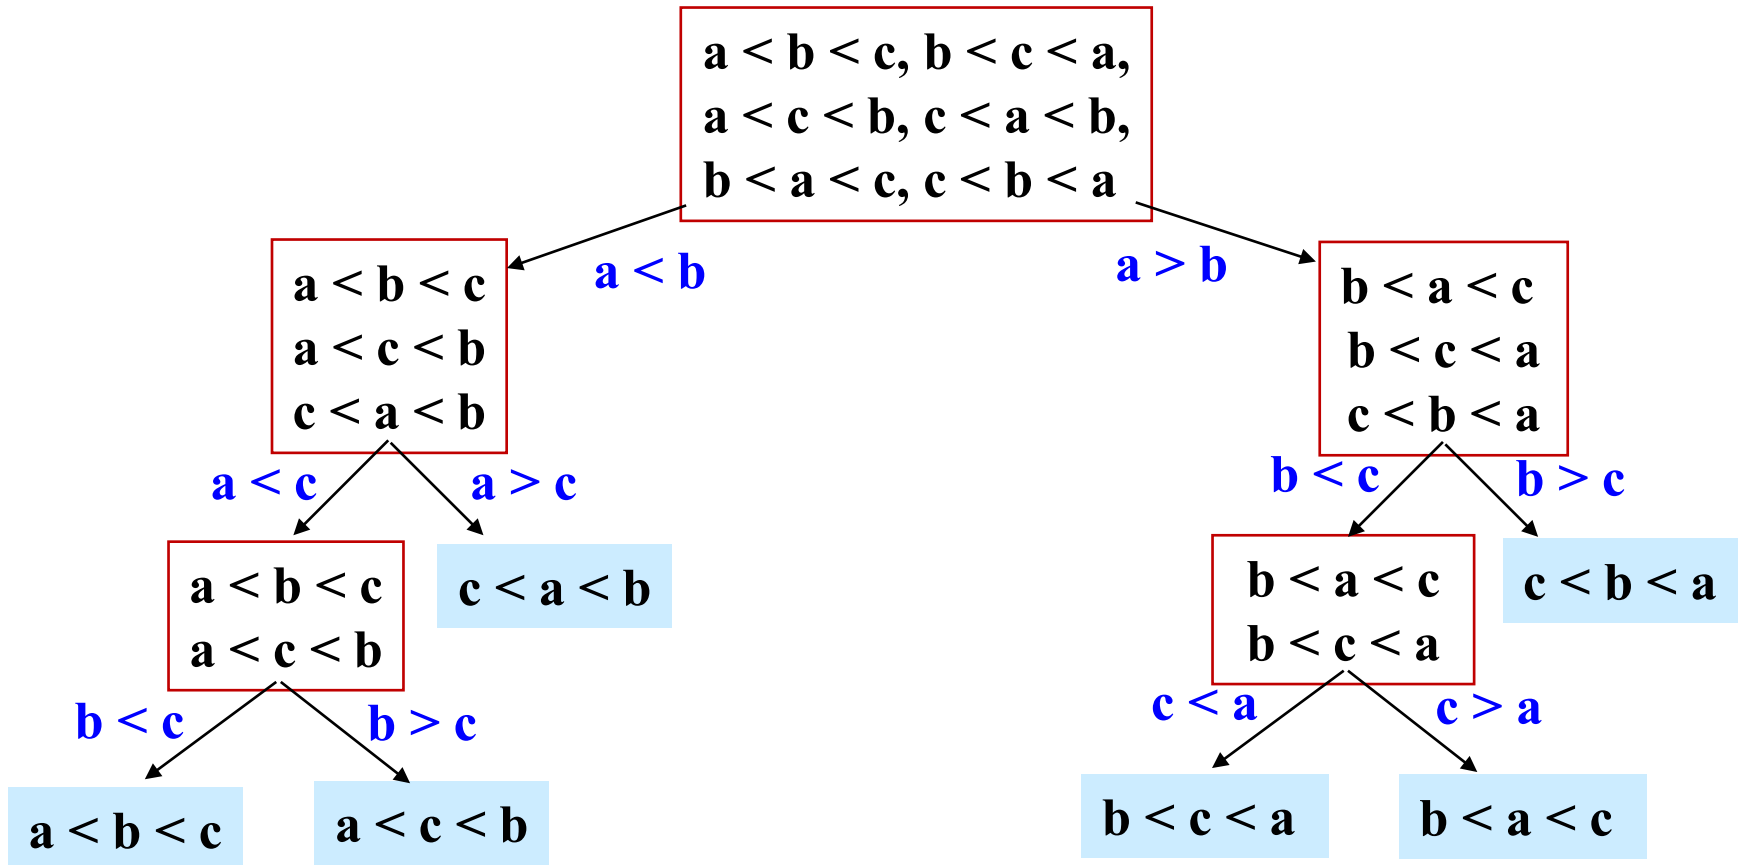 a < b < c, b < c < a,
a < c < b, c < a < b,
b < a < c, c < b < a
a < b
a > b
a < b < c
a < c < b
c < a < b
b < a < c
b < c < a
c < b < a
a < c
a > c
b < c
b > c
a < b < c
a < c < b
c < a < b
b < a < c
b < c < a
c < b < a
b < c
b > c
c < a
c > a
a < b < c
a < c < b
b < c < a
b < a < c